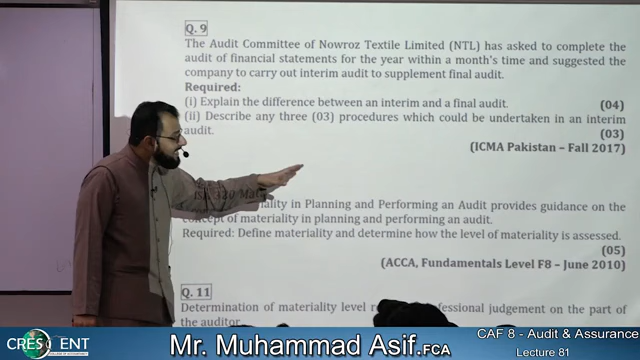 Q. 9
The Audit Committee of Nowroz Textile Limited (NTL) has asked to complete the
audit of financial statements for the year within a month's time and suggested the
company to carry out interim audit to supplement final audit.
Required:
(i) Explain the difference between an interim and a final audit. (04)
(ii) Describe any three (03) procedures which could be undertaken in an interim
audit. (03)
(ICMA Pakistan – Fall 2017)
in Planning and Performing an Audit provides guidance on the
concept of materiality in planning and performing an audit.
Required: Define materiality and determine how the level of materiality is assessed.
(05)
(ACCA, Fundamentals Level F8 – June 2010)
Q. 11
Determination of materiality level professional judgement on the part of
the auditor
CRESCENT
COLLEGE OF ACCOUNTANCY
Mr. Muhammad Asif.FCA
CAF 8 - Audit & Assurance
Lecture 81